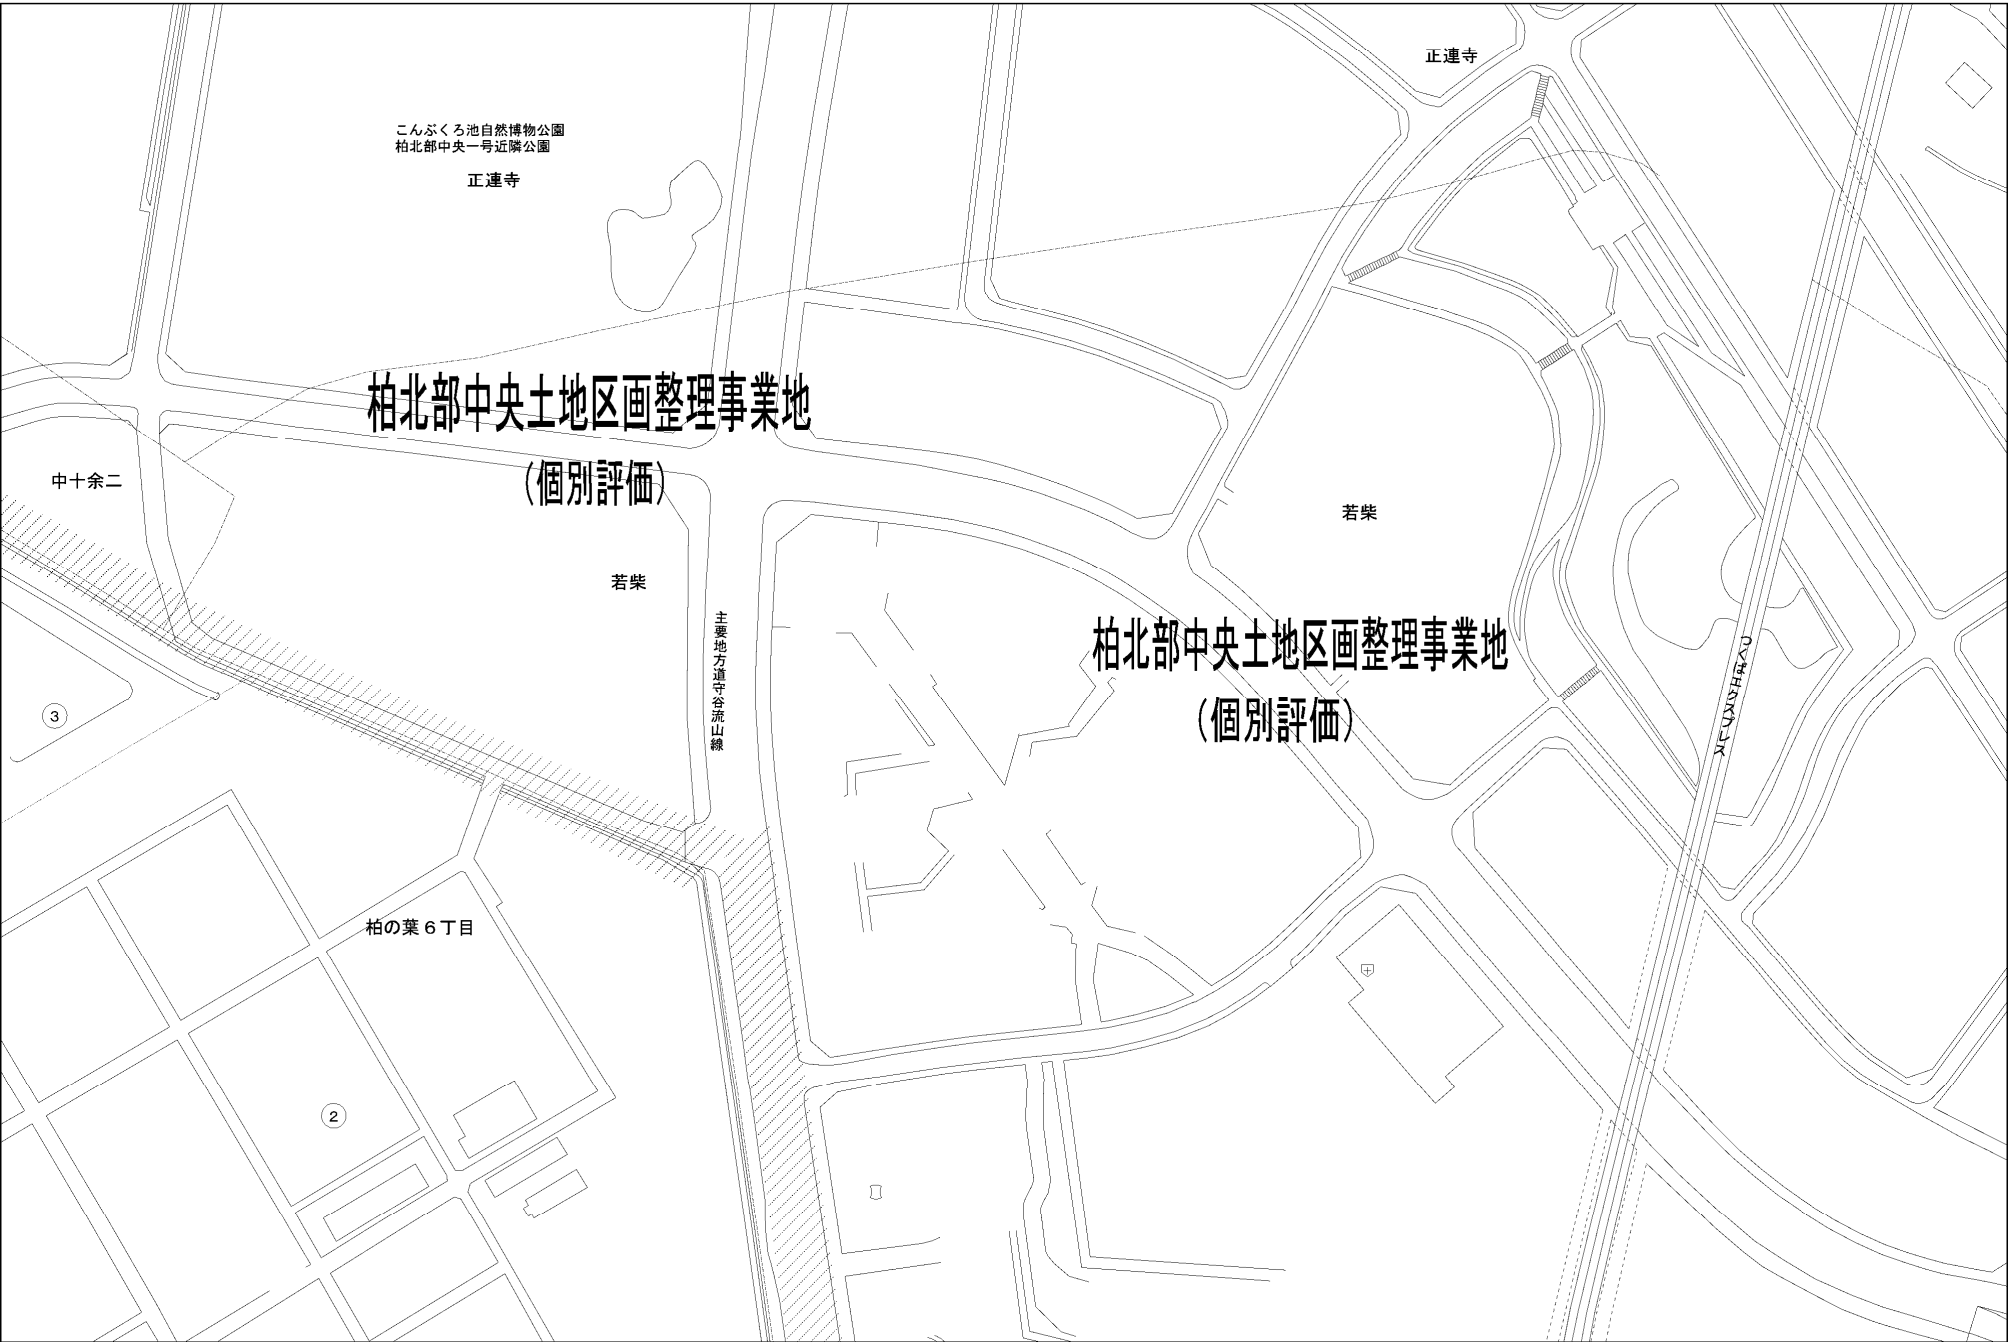 正連寺
こんぶくろ池自然博物公園
柏北部中央一号近隣公園
正連寺
柏北部中央土地区画整理事業地
（個別評価）
中十余二
若柴
若柴
主要地方道守谷流山線
柏北部中央土地区画整理事業地
（個別評価）
つくばエクスプレス
3
柏の葉６丁目
2